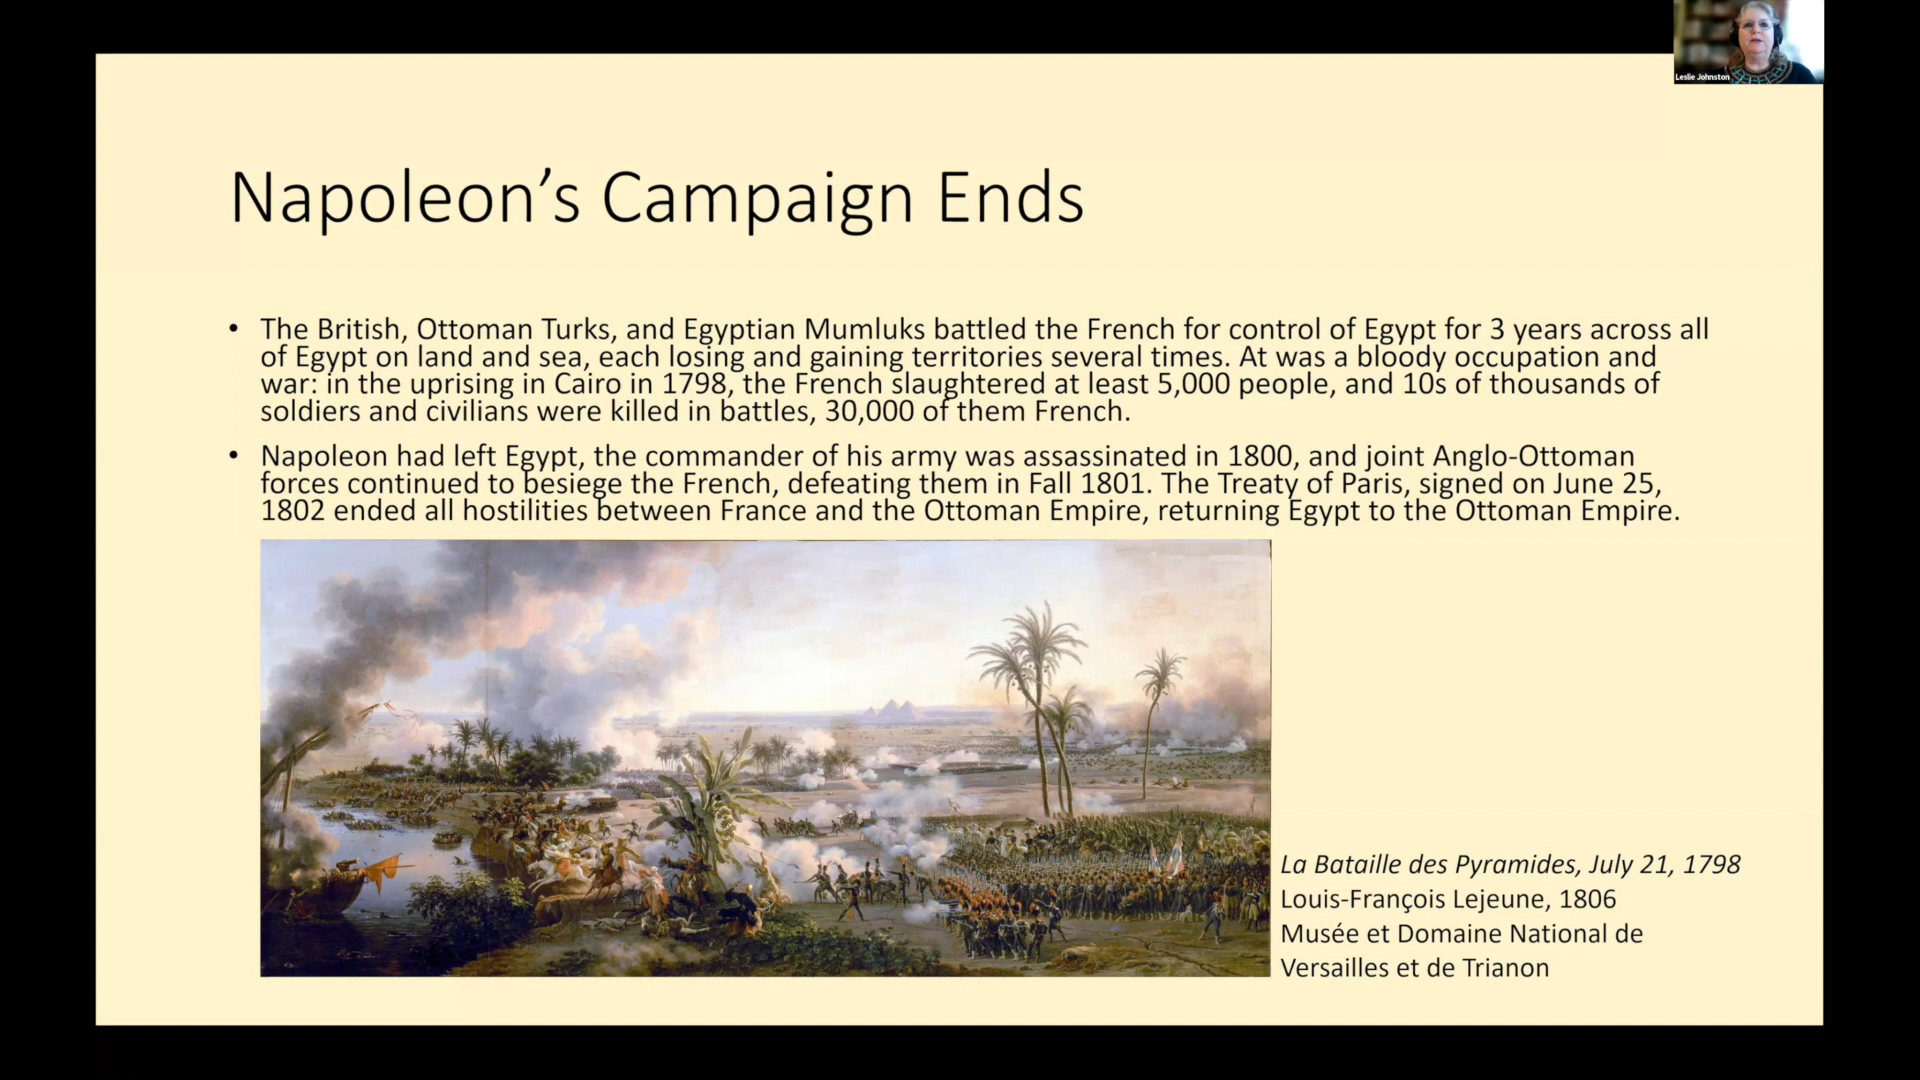 Leslie Johnston
Napoleon’s Campaign Ends
• The British, Ottoman Turks, and Egyptian Mumluks battled the French for control of Egypt for 3 years across all
of Egypt on land and sea, each losing and gaining territories several times. At was a bloody occupation and
war: in the uprising in Cairo in 1798, the French slaughtered at least 5,000 people, and 10s of thousands of
soldiers and civilians were killed in battles, 30,000 of them French.
• Napoleon had left Egypt, the commander of his army was assassinated in 1800, and joint Anglo-Ottoman
forces continued to besiege the French, defeating them in Fall 1801. The Treaty of Paris, signed on June 25,
1802 ended all hostilities between France and the Ottoman Empire, returning Egypt to the Ottoman Empire.
La Bataille des Pyramides, July 21, 1798
Louis-François Lejeune, 1806
Musée et Domaine National de
Versailles et de Trianon